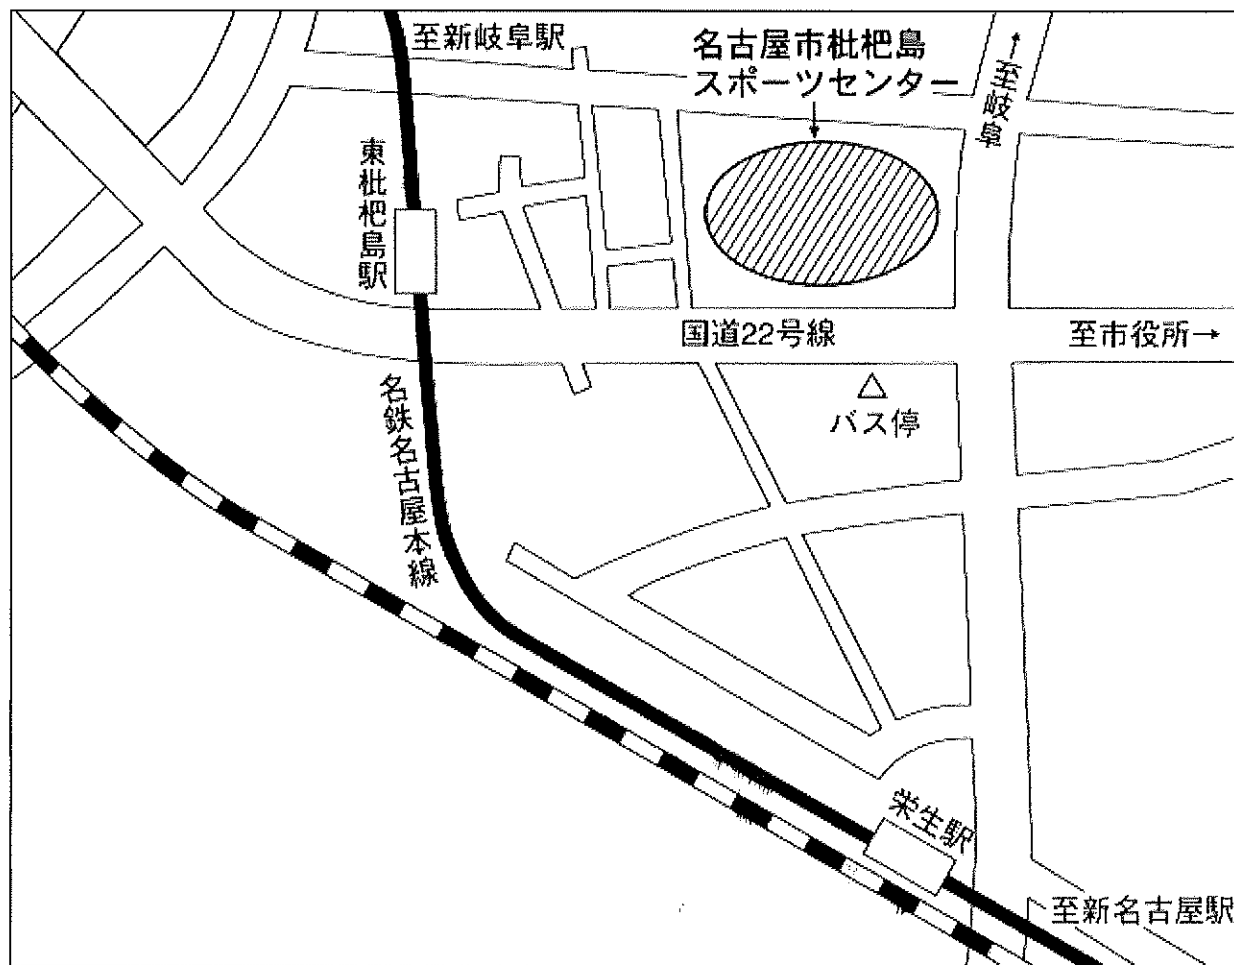 至新岐阜駅
名古屋市枇杷島
スポーツセンター
↑至岐阜
東枇杷島駅
国道22号線
至市役所→
バス停
名鉄名古屋本線
栄生駅
至新名古屋駅